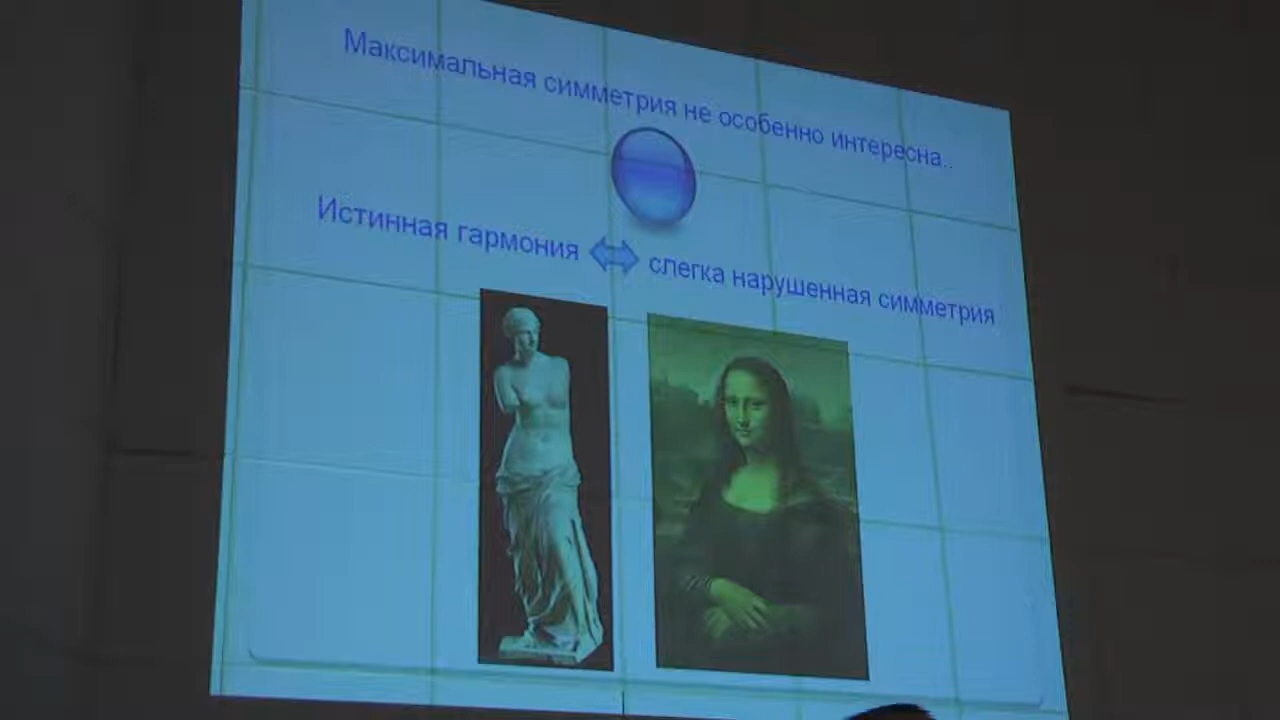 Максимальная симметрия не особенно интересна..
Истинная гармония
слегка нарушенная симметрия